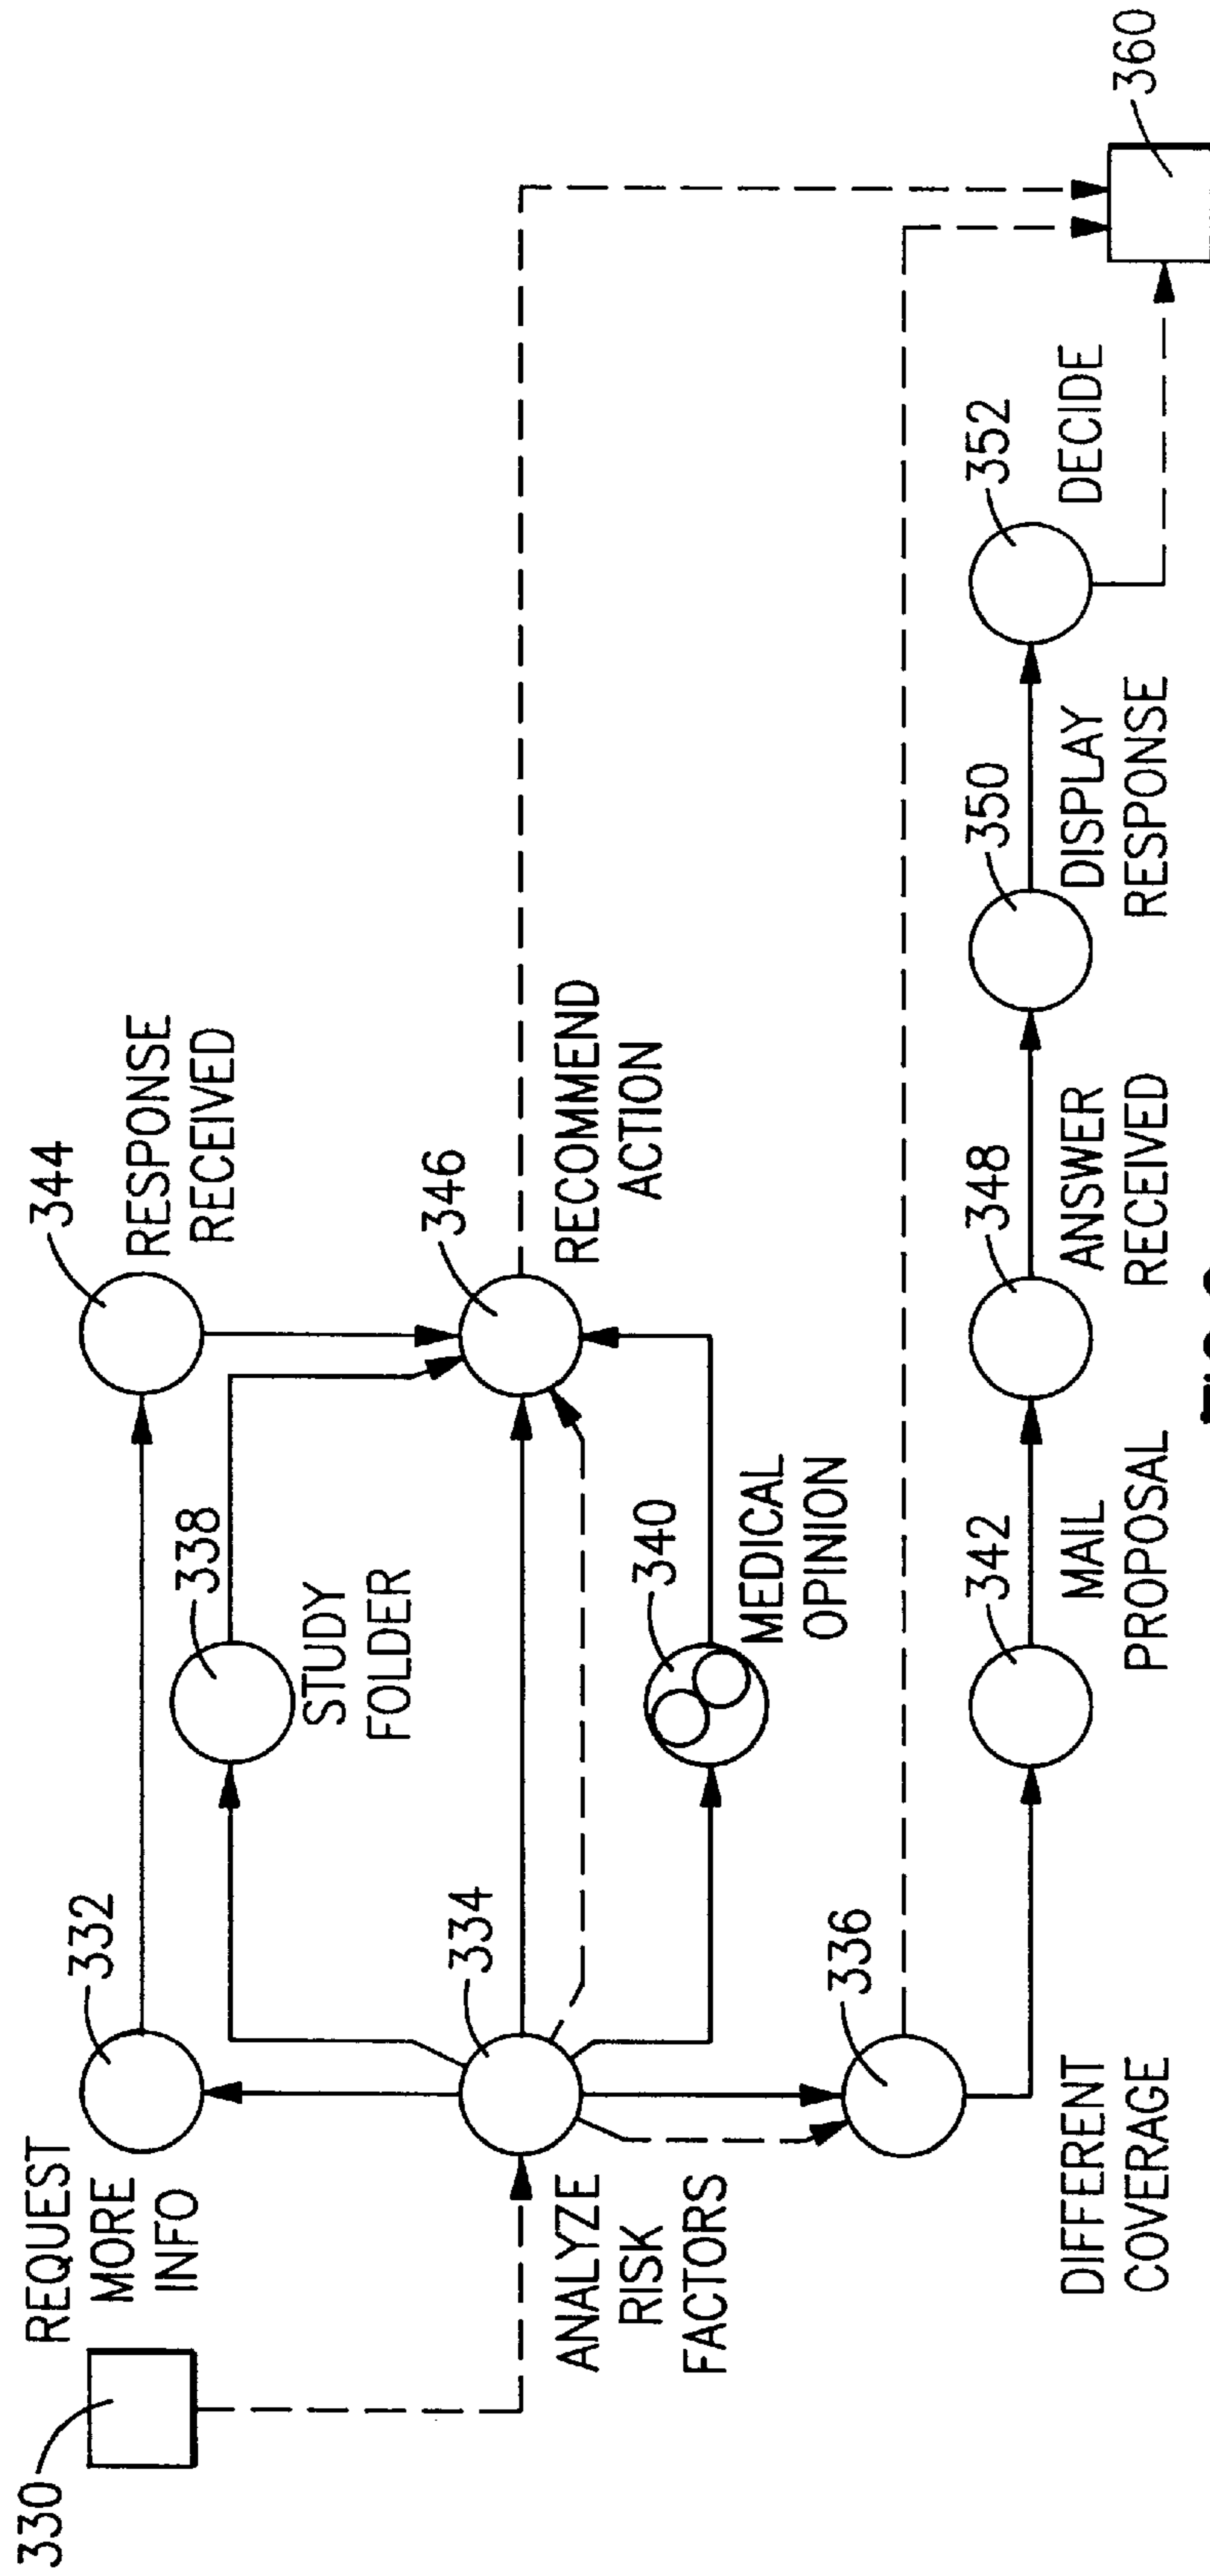 330
REQUEST
MORE
INFO
332
344
RESPONSE
RECEIVED
338
STUDY
FOLDER
334
ANALYZE
RISK
FACTORS
346
RECOMMEND
ACTION
340
MEDICAL
OPINION
336
DIFFERENT
COVERAGE
342
MAIL
PROPOSAL
348
ANSWER
RECEIVED
350
DISPLAY
RESPONSE
352
DECIDE
360